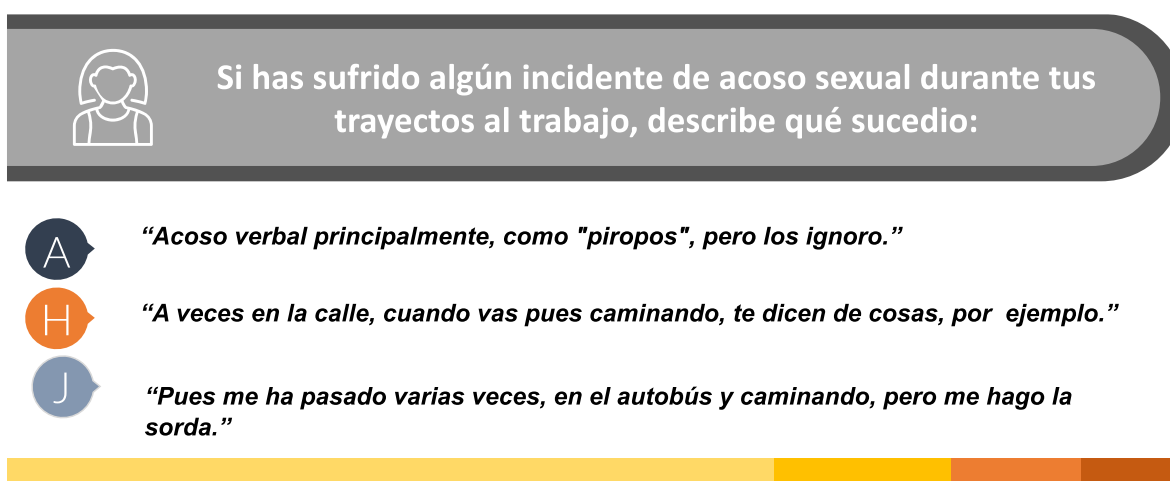 Si has sufrido algún incidente de acoso sexual durante tus
trayectos al trabajo, describe qué sucedio:
A
“Acoso verbal principalmente, como "piropos", pero los ignoro.”
H
“A veces en la calle, cuando vas pues caminando, te dicen de cosas, por  ejemplo.”
J
“Pues me ha pasado varias veces, en el autobús y caminando, pero me hago la
sorda.”